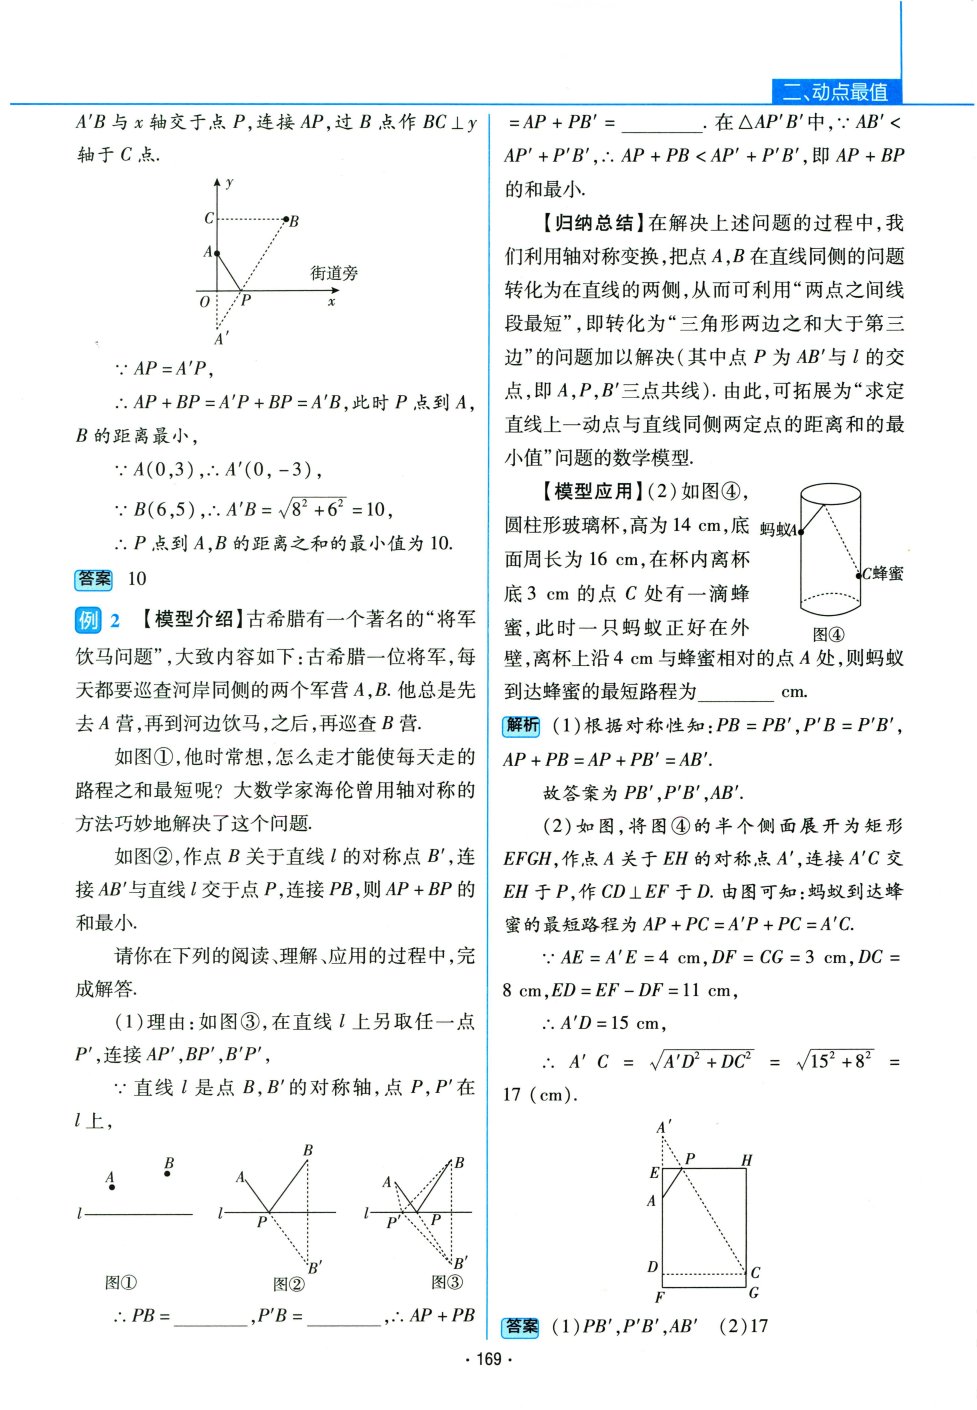 二、动点最值
A′B 与 x 轴交于点 P,连接 AP,过 B 点作 BC⊥y
轴于 C 点.
y
C
B
A
街道旁
O
P
x
A′
∵ AP = A′P,
∴ AP + BP = A′P + BP = A′B,此时 P 点到 A,
B 的距离最小,
∵ A(0,3),∴ A′(0, −3),
∵ B(6,5),∴ A′B = √(8² + 6²) = 10,
∴ P 点到 A,B 的距离之和的最小值为 10.
答案 10
例 2 【模型介绍】古希腊有一个著名的“将军
饮马问题”,大致内容如下:古希腊一位将军,每
天都要巡查河岸同侧的两个军营 A,B. 他总是先
去 A 营,再到河边饮马,之后,再巡查 B 营.
如图①,他时常想,怎么走才能使每天走的
路程之和最短呢? 大数学家海伦曾用轴对称的
方法巧妙地解决了这个问题.
如图②,作点 B 关于直线 l 的对称点 B′,连
接 AB′与直线 l 交于点 P,连接 PB,则 AP + BP 的
和最小.
请你在下列的阅读、理解、应用的过程中,完
成解答.
(1)理由:如图③,在直线 l 上另取任一点
P′,连接 AP′,BP′,B′P′,
∵ 直线 l 是点 B,B′的对称轴,点 P,P′在
l 上,
A B
l
图①
A B
l P
B′
图②
A B
l P′ P
B′
图③
∴ PB = ________,P′B = ________,∴ AP + PB
= AP + PB′ = ________. 在 △AP′B′中,∵ AB′ <
AP′ + P′B′,∴ AP + PB < AP′ + P′B′,即 AP + BP
的和最小.
【归纳总结】在解决上述问题的过程中,我
们利用轴对称变换,把点 A,B 在直线同侧的问题
转化为在直线的两侧,从而可利用“两点之间线
段最短”,即转化为“三角形两边之和大于第三
边”的问题加以解决(其中点 P 为 AB′与 l 的交
点,即 A,P,B′三点共线). 由此,可拓展为“求定
直线上一动点与直线同侧两定点的距离和的最
小值”问题的数学模型.
【模型应用】(2)如图④,
圆柱形玻璃杯,高为 14 cm,底
面周长为 16 cm,在杯内离杯
底 3 cm 的点 C 处有一滴蜂
蜜,此时一只蚂蚁正好在外
壁,离杯上沿 4 cm 与蜂蜜相对的点 A 处,则蚂蚁
到达蜂蜜的最短路程为________ cm.
蚂蚁A
C蜂蜜
图④
解析 (1)根据对称性知:PB = PB′,P′B = P′B′,
AP + PB = AP + PB′ = AB′.
故答案为 PB′,P′B′,AB′.
(2)如图,将图④的半个侧面展开为矩形
EFGH,作点 A 关于 EH 的对称点 A′,连接 A′C 交
EH 于 P,作 CD⊥EF 于 D. 由图可知:蚂蚁到达蜂
蜜的最短路程为 AP + PC = A′P + PC = A′C.
∵ AE = A′E = 4 cm,DF = CG = 3 cm,DC =
8 cm,ED = EF − DF = 11 cm,
∴ A′D = 15 cm,
∴ A′C = √(A′D² + DC²) = √(15² + 8²) =
17 (cm).
A′
E P H
A
D C
F G
答案 (1)PB′,P′B′,AB′ (2)17
· 169 ·